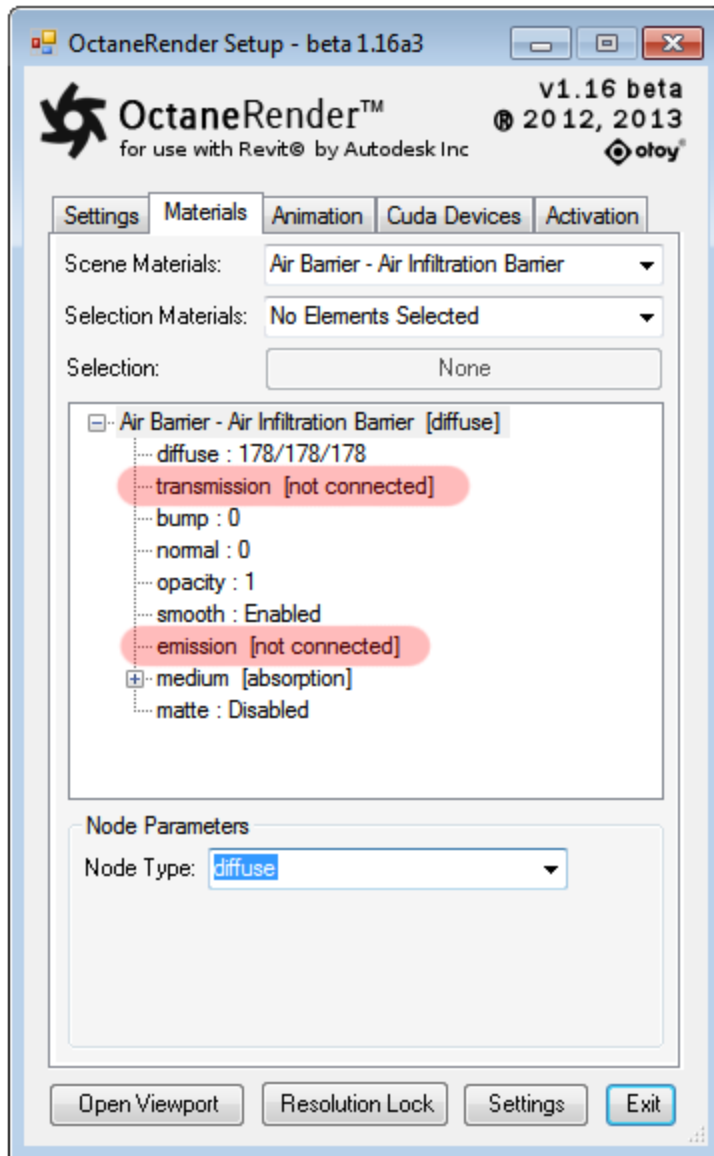 OctaneRender Setup - beta 1.16a3
OctaneRender™
for use with Revit® by Autodesk Inc
v1.16 beta
® 2012, 2013
otoy®
Settings Materials Animation Cuda Devices Activation
Scene Materials: Air Barrier - Air Infiltration Barrier
Selection Materials: No Elements Selected
Selection: None
Air Barrier - Air Infiltration Barrier [diffuse]
diffuse : 178/178/178
transmission [not connected]
bump : 0
normal : 0
opacity : 1
smooth : Enabled
emission [not connected]
medium [absorption]
matte : Disabled
Node Parameters
Node Type: diffuse
Open Viewport Resolution Lock Settings Exit